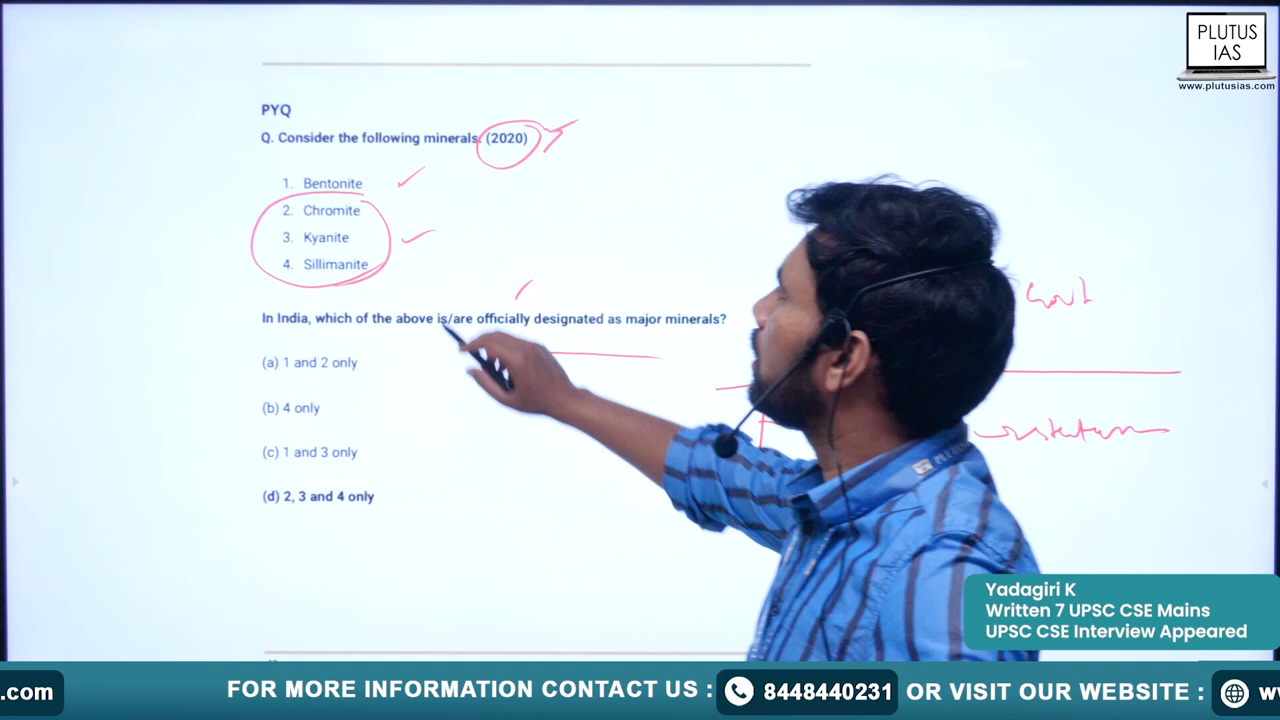 PLUTUS
IAS
www.plutusias.com
PYQ
Q. Consider the following minerals: (2020)
1. Bentonite
2. Chromite
3. Kyanite
4. Sillimanite
Govt
In India, which of the above is/are officially designated as major minerals?
(a) 1 and 2 only
(b) 4 only
(c) 1 and 3 only
(d) 2, 3 and 4 only
Yadagiri K
Written 7 UPSC CSE Mains
UPSC CSE Interview Appeared
.com FOR MORE INFORMATION CONTACT US : 8448440231 OR VISIT OUR WEBSITE :